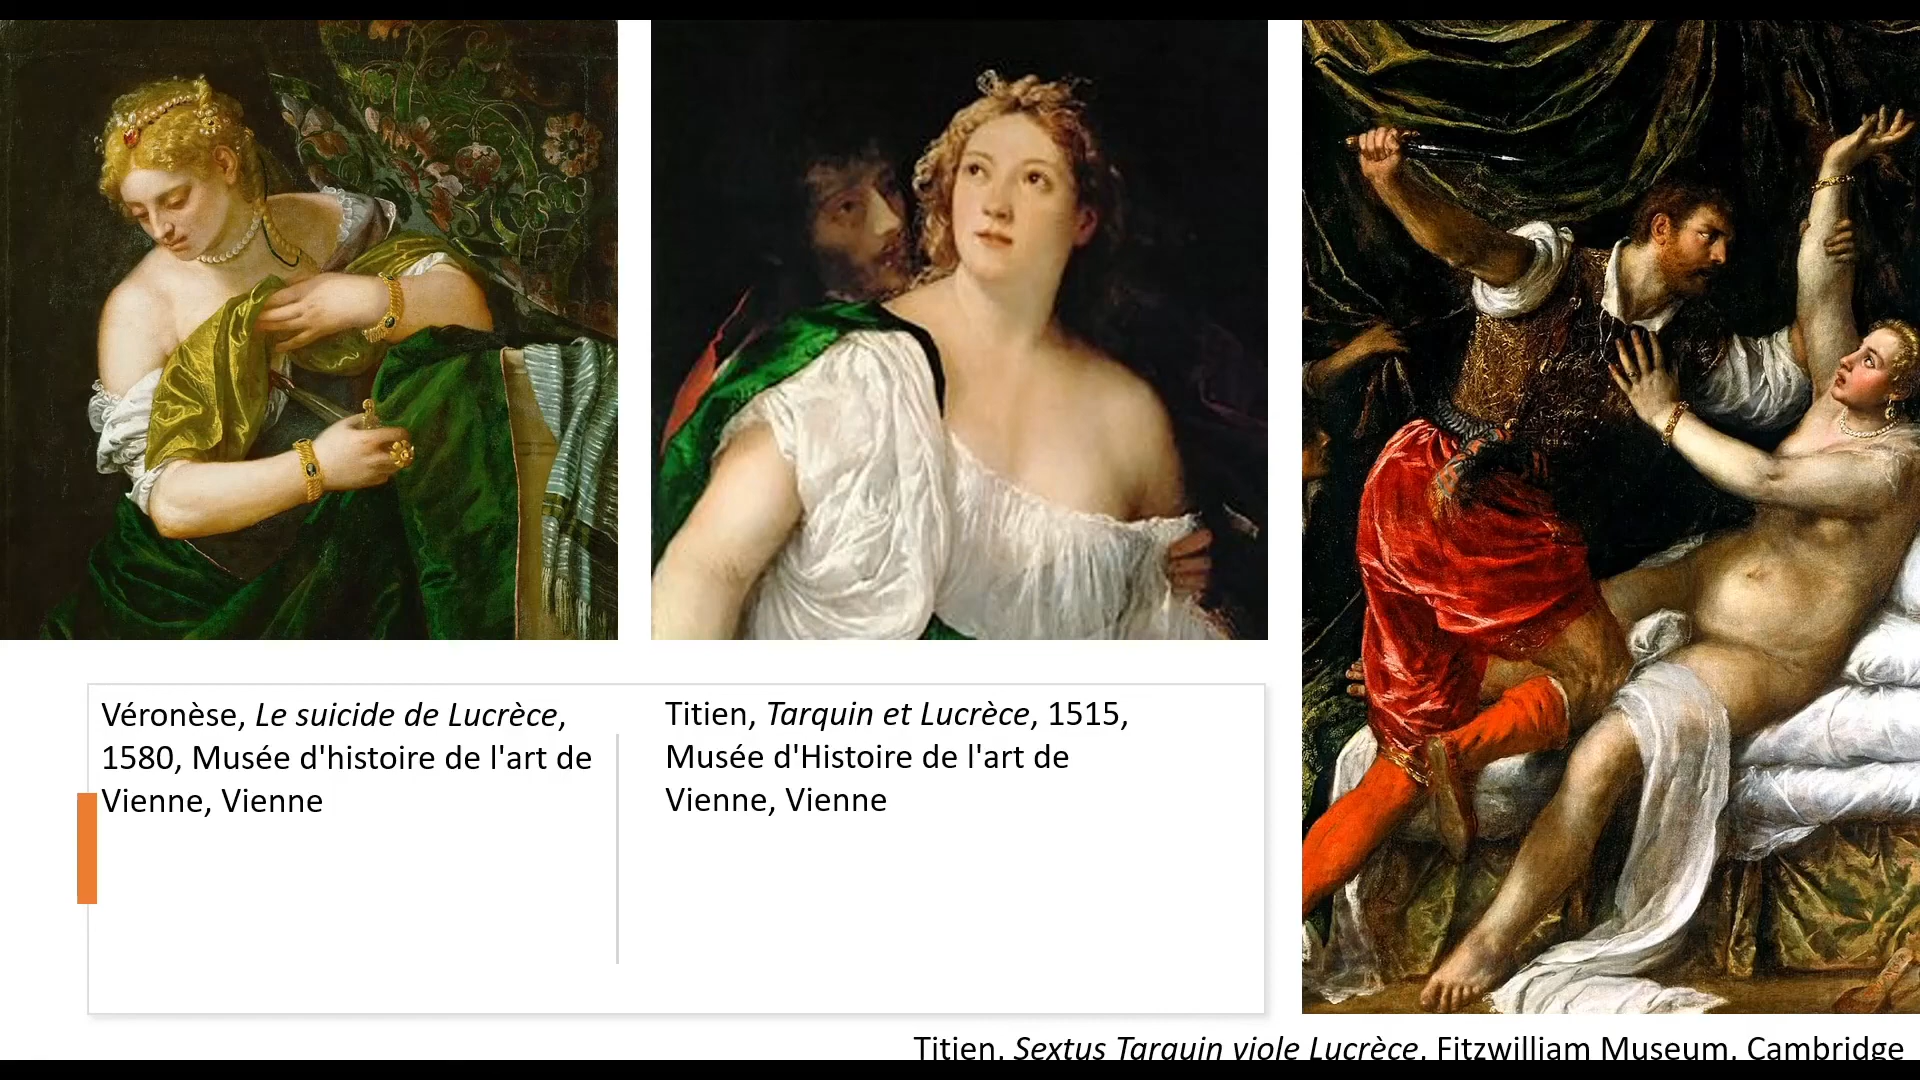 Véronèse, Le suicide de Lucrèce,
1580, Musée d'histoire de l'art de
Vienne, Vienne
Titien, Tarquin et Lucrèce, 1515,
Musée d'Histoire de l'art de
Vienne, Vienne
Titien, Sextus Tarquin viole Lucrèce, Fitzwilliam Museum, Cambridge